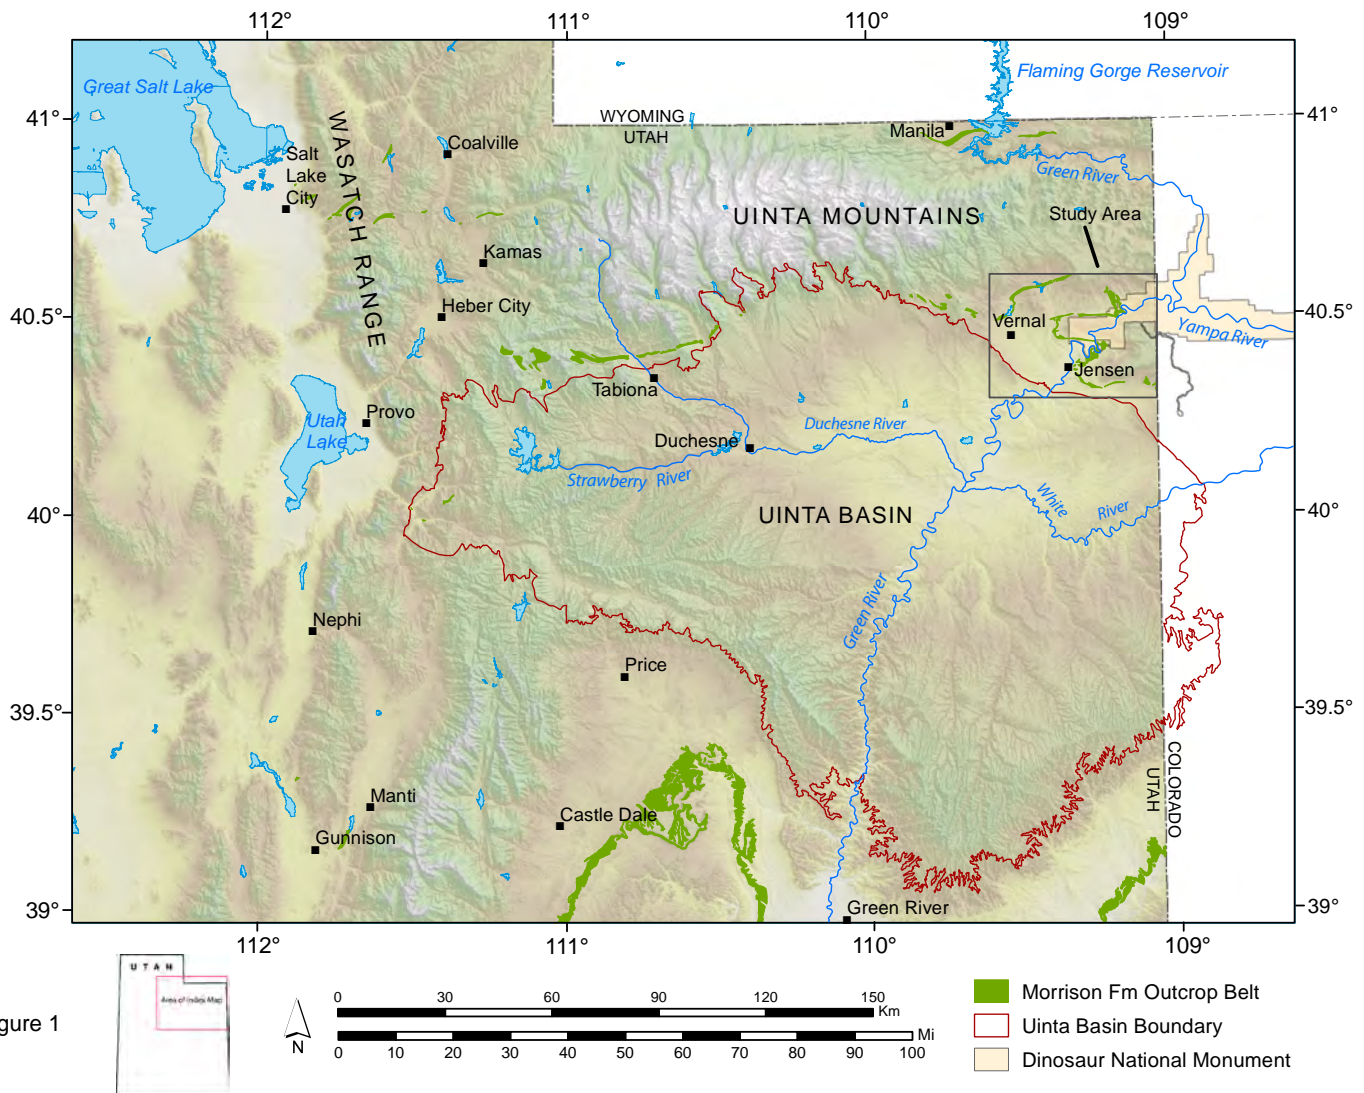 112°
111°
110°
109°
Great Salt Lake
Flaming Gorge Reservoir
41°
WYOMING
UTAH
Manila
41°
WASATCH RANGE
Coalville
Salt
Lake
City
Green River
UINTA MOUNTAINS
Study Area
Kamas
Heber City
40.5°
Vernal
40.5°
Yampa River
Jensen
Tabiona
Provo
Utah
Lake
Duchesne
Duchesne River
Strawberry River
White River
40°
UINTA BASIN
40°
Green River
Nephi
Price
39.5°
39.5°
COLORADO
UTAH
Manti
Castle Dale
Gunnison
39°
Green River
39°
112°
111°
110°
109°
UTAH
Area of Index Map
gure 1
N
0 30 60 90 120 150
Km
Mi
0 10 20 30 40 50 60 70 80 90 100
Morrison Fm Outcrop Belt
Uinta Basin Boundary
Dinosaur National Monument